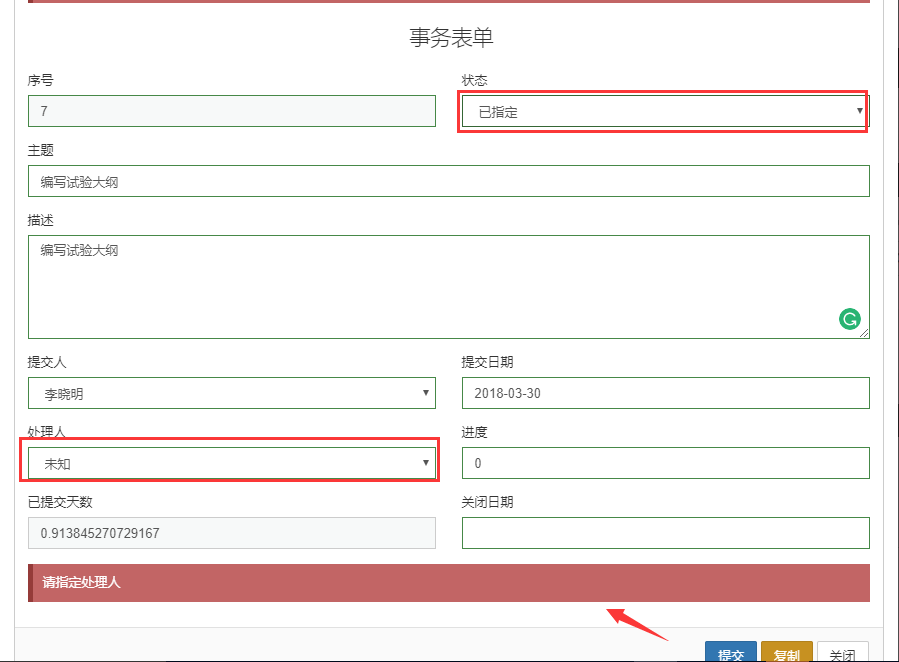 事务表单
序号 状态
7 已指定
主题
编写试验大纲
描述
编写试验大纲
提交人 提交日期
李晓明 2018-03-30
处理人 进度
未知 0
已提交天数 关闭日期
0.913845270729167
请指定处理人
提交 复制 关闭